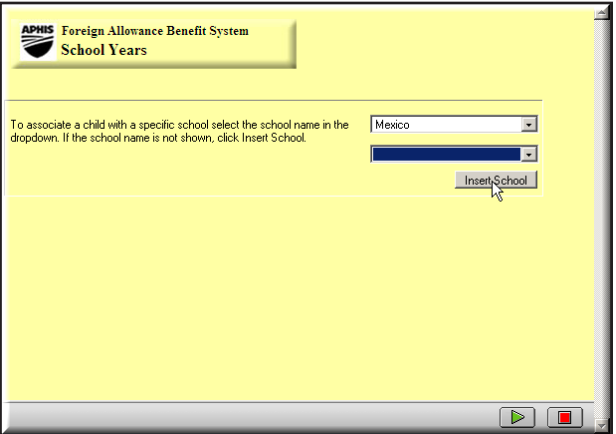 APHIS
Foreign Allowance Benefit System
School Years
To associate a child with a specific school select the school name in the
dropdown. If the school name is not shown, click Insert School.
Mexico
Insert School